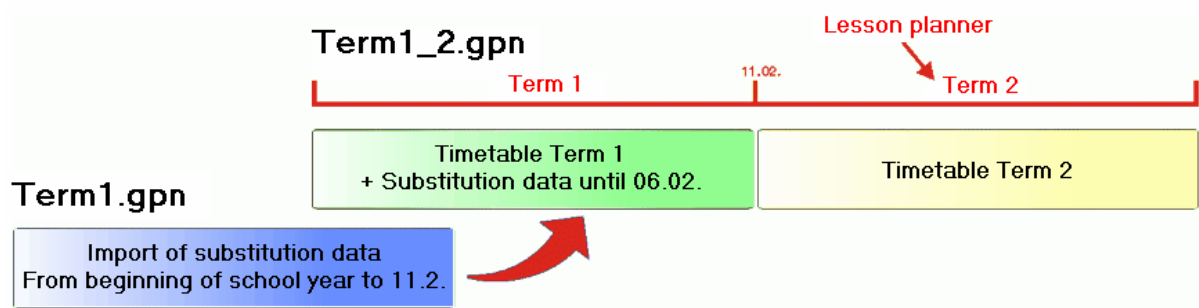 Lesson planner
Term1_2.gpn
11.02.
Term 1
Term 2
Timetable Term 1
+ Substitution data until 06.02.
Timetable Term 2
Term1.gpn
Import of substitution data
From beginning of school year to 11.2.